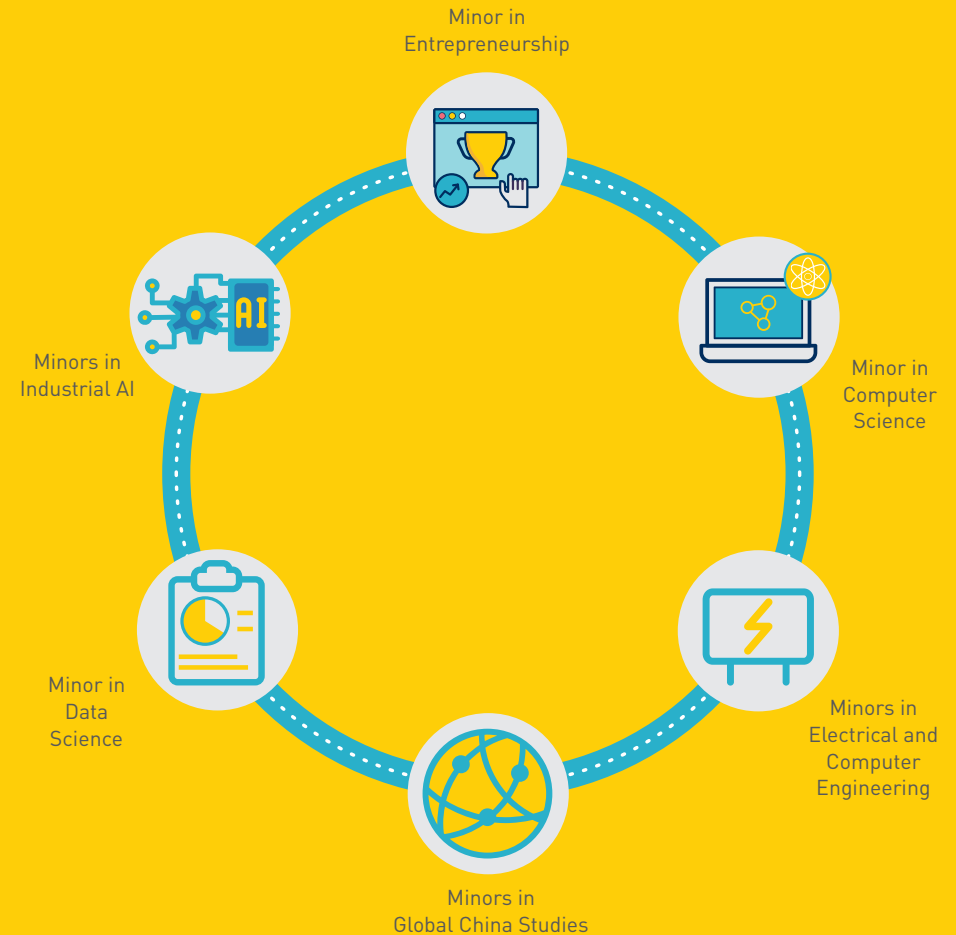 Minor in
Entrepreneurship
AI
Minors in
Industrial AI
Minor in
Computer
Science
Minor in
Data
Science
Minors in
Electrical and
Computer
Engineering
Minors in
Global China Studies